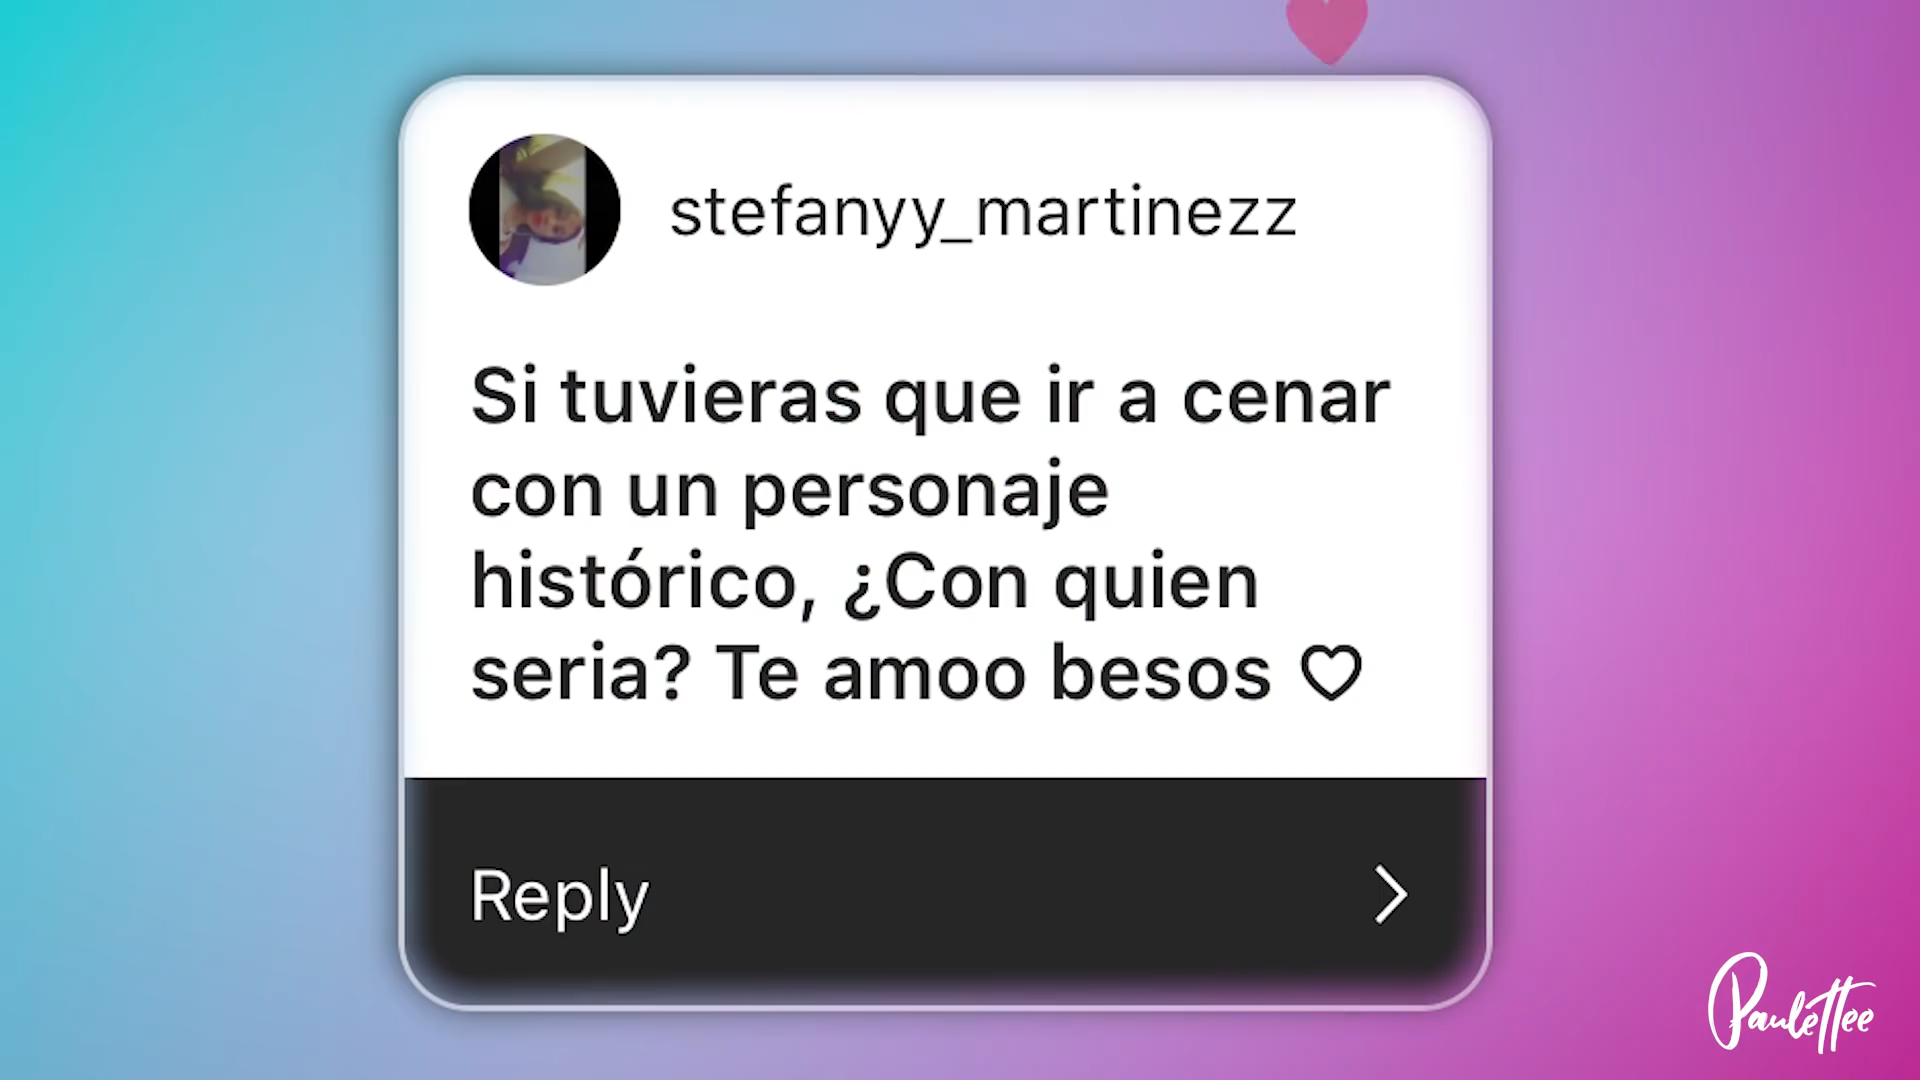 stefanyy_martinezz
Si tuvieras que ir a cenar
con un personaje
histórico, ¿Con quien
seria? Te amoo besos ♡
Reply
Paulettee